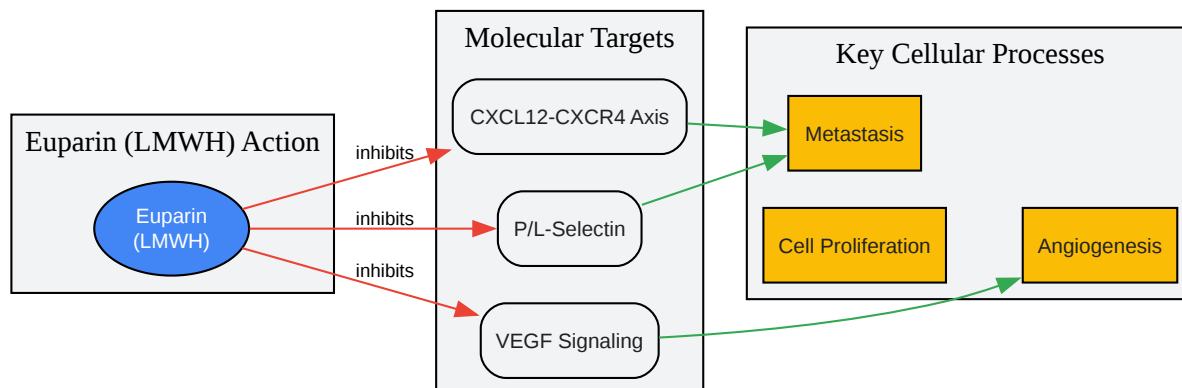 Euparin (LMWH) Action
Euparin
(LMWH)
inhibits
inhibits
inhibits
Molecular Targets
CXCL12-CXCR4 Axis
P/L-Selectin
VEGF Signaling
Key Cellular Processes
Metastasis
Cell Proliferation
Angiogenesis